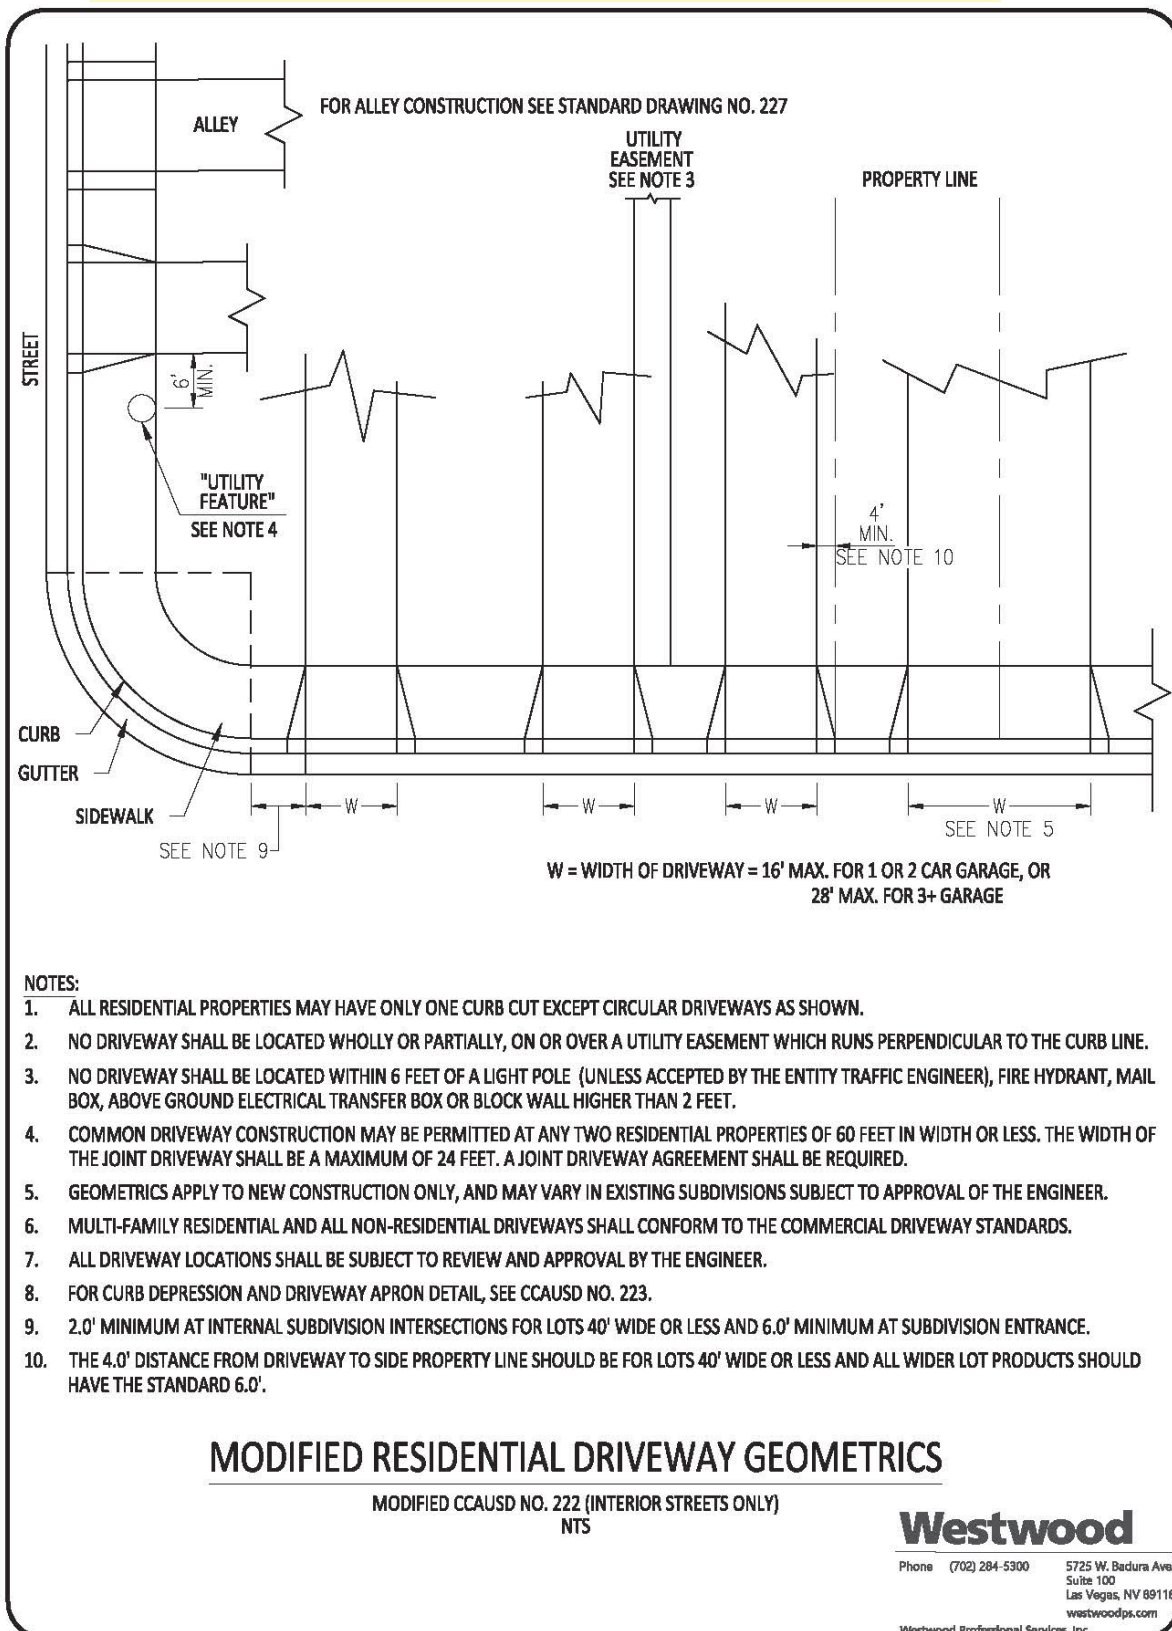 ALLEY
FOR ALLEY CONSTRUCTION SEE STANDARD DRAWING NO. 227
UTILITY
EASEMENT
SEE NOTE 3
PROPERTY LINE
STREET
6'
MIN.
"UTILITY
FEATURE"
SEE NOTE 4
4'
MIN.
SEE NOTE 10
CURB
GUTTER
SIDEWALK
SEE NOTE 9
W
W
W
W
SEE NOTE 5
W = WIDTH OF DRIVEWAY = 16' MAX. FOR 1 OR 2 CAR GARAGE, OR
28' MAX. FOR 3+ GARAGE
NOTES:
1. ALL RESIDENTIAL PROPERTIES MAY HAVE ONLY ONE CURB CUT EXCEPT CIRCULAR DRIVEWAYS AS SHOWN.
2. NO DRIVEWAY SHALL BE LOCATED WHOLLY OR PARTIALLY, ON OR OVER A UTILITY EASEMENT WHICH RUNS PERPENDICULAR TO THE CURB LINE.
3. NO DRIVEWAY SHALL BE LOCATED WITHIN 6 FEET OF A LIGHT POLE (UNLESS ACCEPTED BY THE ENTITY TRAFFIC ENGINEER), FIRE HYDRANT, MAIL
BOX, ABOVE GROUND ELECTRICAL TRANSFER BOX OR BLOCK WALL HIGHER THAN 2 FEET.
4. COMMON DRIVEWAY CONSTRUCTION MAY BE PERMITTED AT ANY TWO RESIDENTIAL PROPERTIES OF 60 FEET IN WIDTH OR LESS. THE WIDTH OF
THE JOINT DRIVEWAY SHALL BE A MAXIMUM OF 24 FEET. A JOINT DRIVEWAY AGREEMENT SHALL BE REQUIRED.
5. GEOMETRICS APPLY TO NEW CONSTRUCTION ONLY, AND MAY VARY IN EXISTING SUBDIVISIONS SUBJECT TO APPROVAL OF THE ENGINEER.
6. MULTI-FAMILY RESIDENTIAL AND ALL NON-RESIDENTIAL DRIVEWAYS SHALL CONFORM TO THE COMMERCIAL DRIVEWAY STANDARDS.
7. ALL DRIVEWAY LOCATIONS SHALL BE SUBJECT TO REVIEW AND APPROVAL BY THE ENGINEER.
8. FOR CURB DEPRESSION AND DRIVEWAY APRON DETAIL, SEE CCAUSD NO. 223.
9. 2.0' MINIMUM AT INTERNAL SUBDIVISION INTERSECTIONS FOR LOTS 40' WIDE OR LESS AND 6.0' MINIMUM AT SUBDIVISION ENTRANCE.
10. THE 4.0' DISTANCE FROM DRIVEWAY TO SIDE PROPERTY LINE SHOULD BE FOR LOTS 40' WIDE OR LESS AND ALL WIDER LOT PRODUCTS SHOULD
HAVE THE STANDARD 6.0'.
MODIFIED RESIDENTIAL DRIVEWAY GEOMETRICS
MODIFIED CCAUSD NO. 222 (INTERIOR STREETS ONLY)
NTS
Westwood
Phone (702) 284-5300 5725 W. Badura Ave
Suite 100
Las Vegas, NV 89118
westwoodps.com
Westwood Professional Services, Inc.